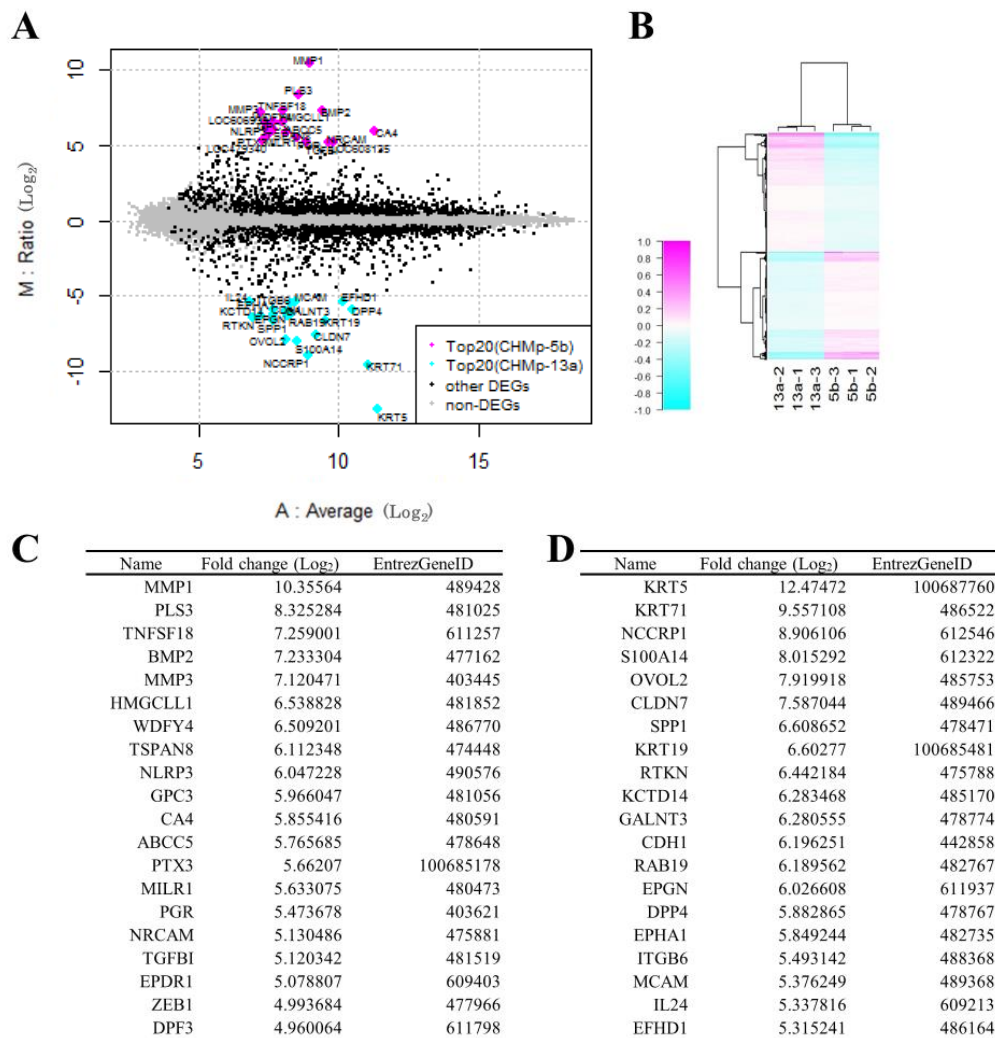 A
B
10
5
0
-5
-10
M : Ratio (Log2)
MMP1
PLS3
TNFSF18
MMP3
BMP2
ABCC5
CA4
NRCAM
LOC608135
LOC479340
IL24
MCAM
EFHD1
KCTD14
GALNT3
DPP4
RTKN
EPGN
RAB19
KRT19
SPP1
CLDN7
OVOL2
S100A14
NCCRP1
KRT71
KRT5
Top20(CHMp-5b)
Top20(CHMp-13a)
other DEGs
non-DEGs
5 10 15
A : Average (Log2)
1.0
0.8
0.6
0.4
0.2
0.0
-0.2
-0.4
-0.6
-0.8
-1.0
13a-2
13a-1
13a-3
5b-3
5b-1
5b-2
C
Name Fold change (Log2) EntrezGeneID
MMP1 10.35564 489428
PLS3 8.325284 481025
TNFSF18 7.259001 611257
BMP2 7.233304 477162
MMP3 7.120471 403445
HMGCLL1 6.538828 481852
WDFY4 6.509201 486770
TSPAN8 6.112348 474448
NLRP3 6.047228 490576
GPC3 5.966047 481056
CA4 5.855416 480591
ABCC5 5.765685 478648
PTX3 5.66207 100685178
MILR1 5.633075 480473
PGR 5.473678 403621
NRCAM 5.130486 475881
TGFBI 5.120342 481519
EPDR1 5.078807 609403
ZEB1 4.993684 477966
DPF3 4.960064 611798
D
Name Fold change (Log2) EntrezGeneID
KRT5 12.47472 100687760
KRT71 9.557108 486522
NCCRP1 8.906106 612546
S100A14 8.015292 612322
OVOL2 7.919918 485753
CLDN7 7.587044 489466
SPP1 6.608652 478471
KRT19 6.60277 100685481
RTKN 6.442184 475788
KCTD14 6.283468 485170
GALNT3 6.280555 478774
CDH1 6.196251 442858
RAB19 6.189562 482767
EPGN 6.026608 611937
DPP4 5.882865 478767
EPHA1 5.849244 482735
ITGB6 5.493142 488368
MCAM 5.376249 489368
IL24 5.337816 609213
EFHD1 5.315241 486164